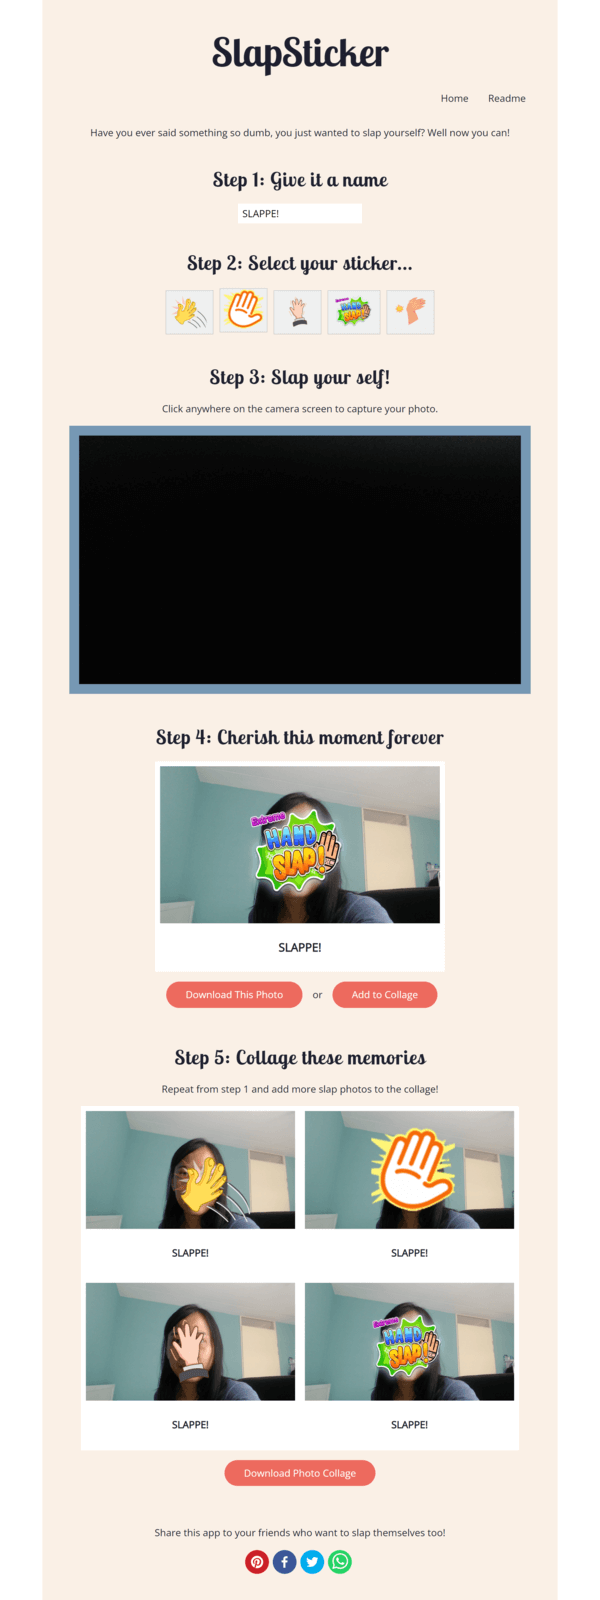 SlapSticker
Home Readme
Have you ever said something so dumb, you just wanted to slap yourself? Well now you can!
Step 1: Give it a name
SLAPPE!
Step 2: Select your sticker...
Extreme
HAND
SLAP!
Step 3: Slap your self!
Click anywhere on the camera screen to capture your photo.
Step 4: Cherish this moment forever
Extreme
HAND
SLAP!
SLAPPE!
Download This Photo or Add to Collage
Step 5: Collage these memories
Repeat from step 1 and add more slap photos to the collage!
SLAPPE! SLAPPE!
Extreme
HAND
SLAP!
SLAPPE! SLAPPE!
Download Photo Collage
Share this app to your friends who want to slap themselves too!